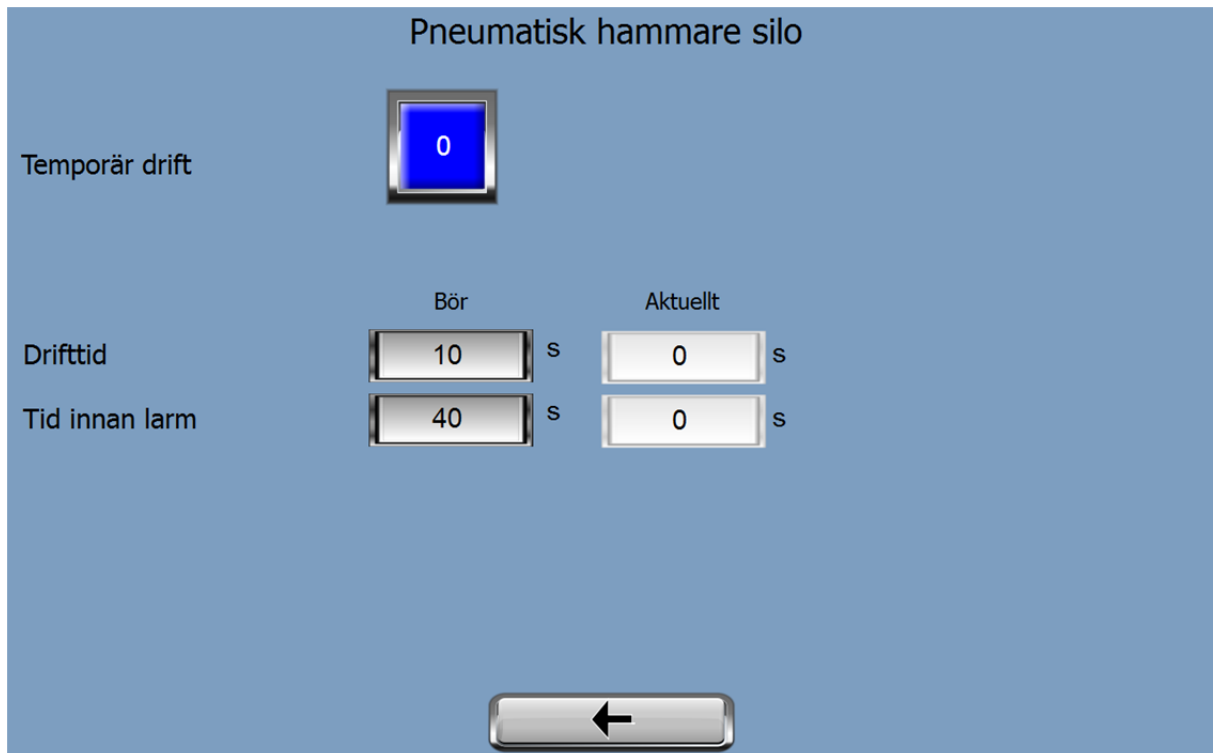 Pneumatisk hammare silo
0
Temporär drift
Bör Aktuellt
Drifttid 10 s 0 s
Tid innan larm 40 s 0 s